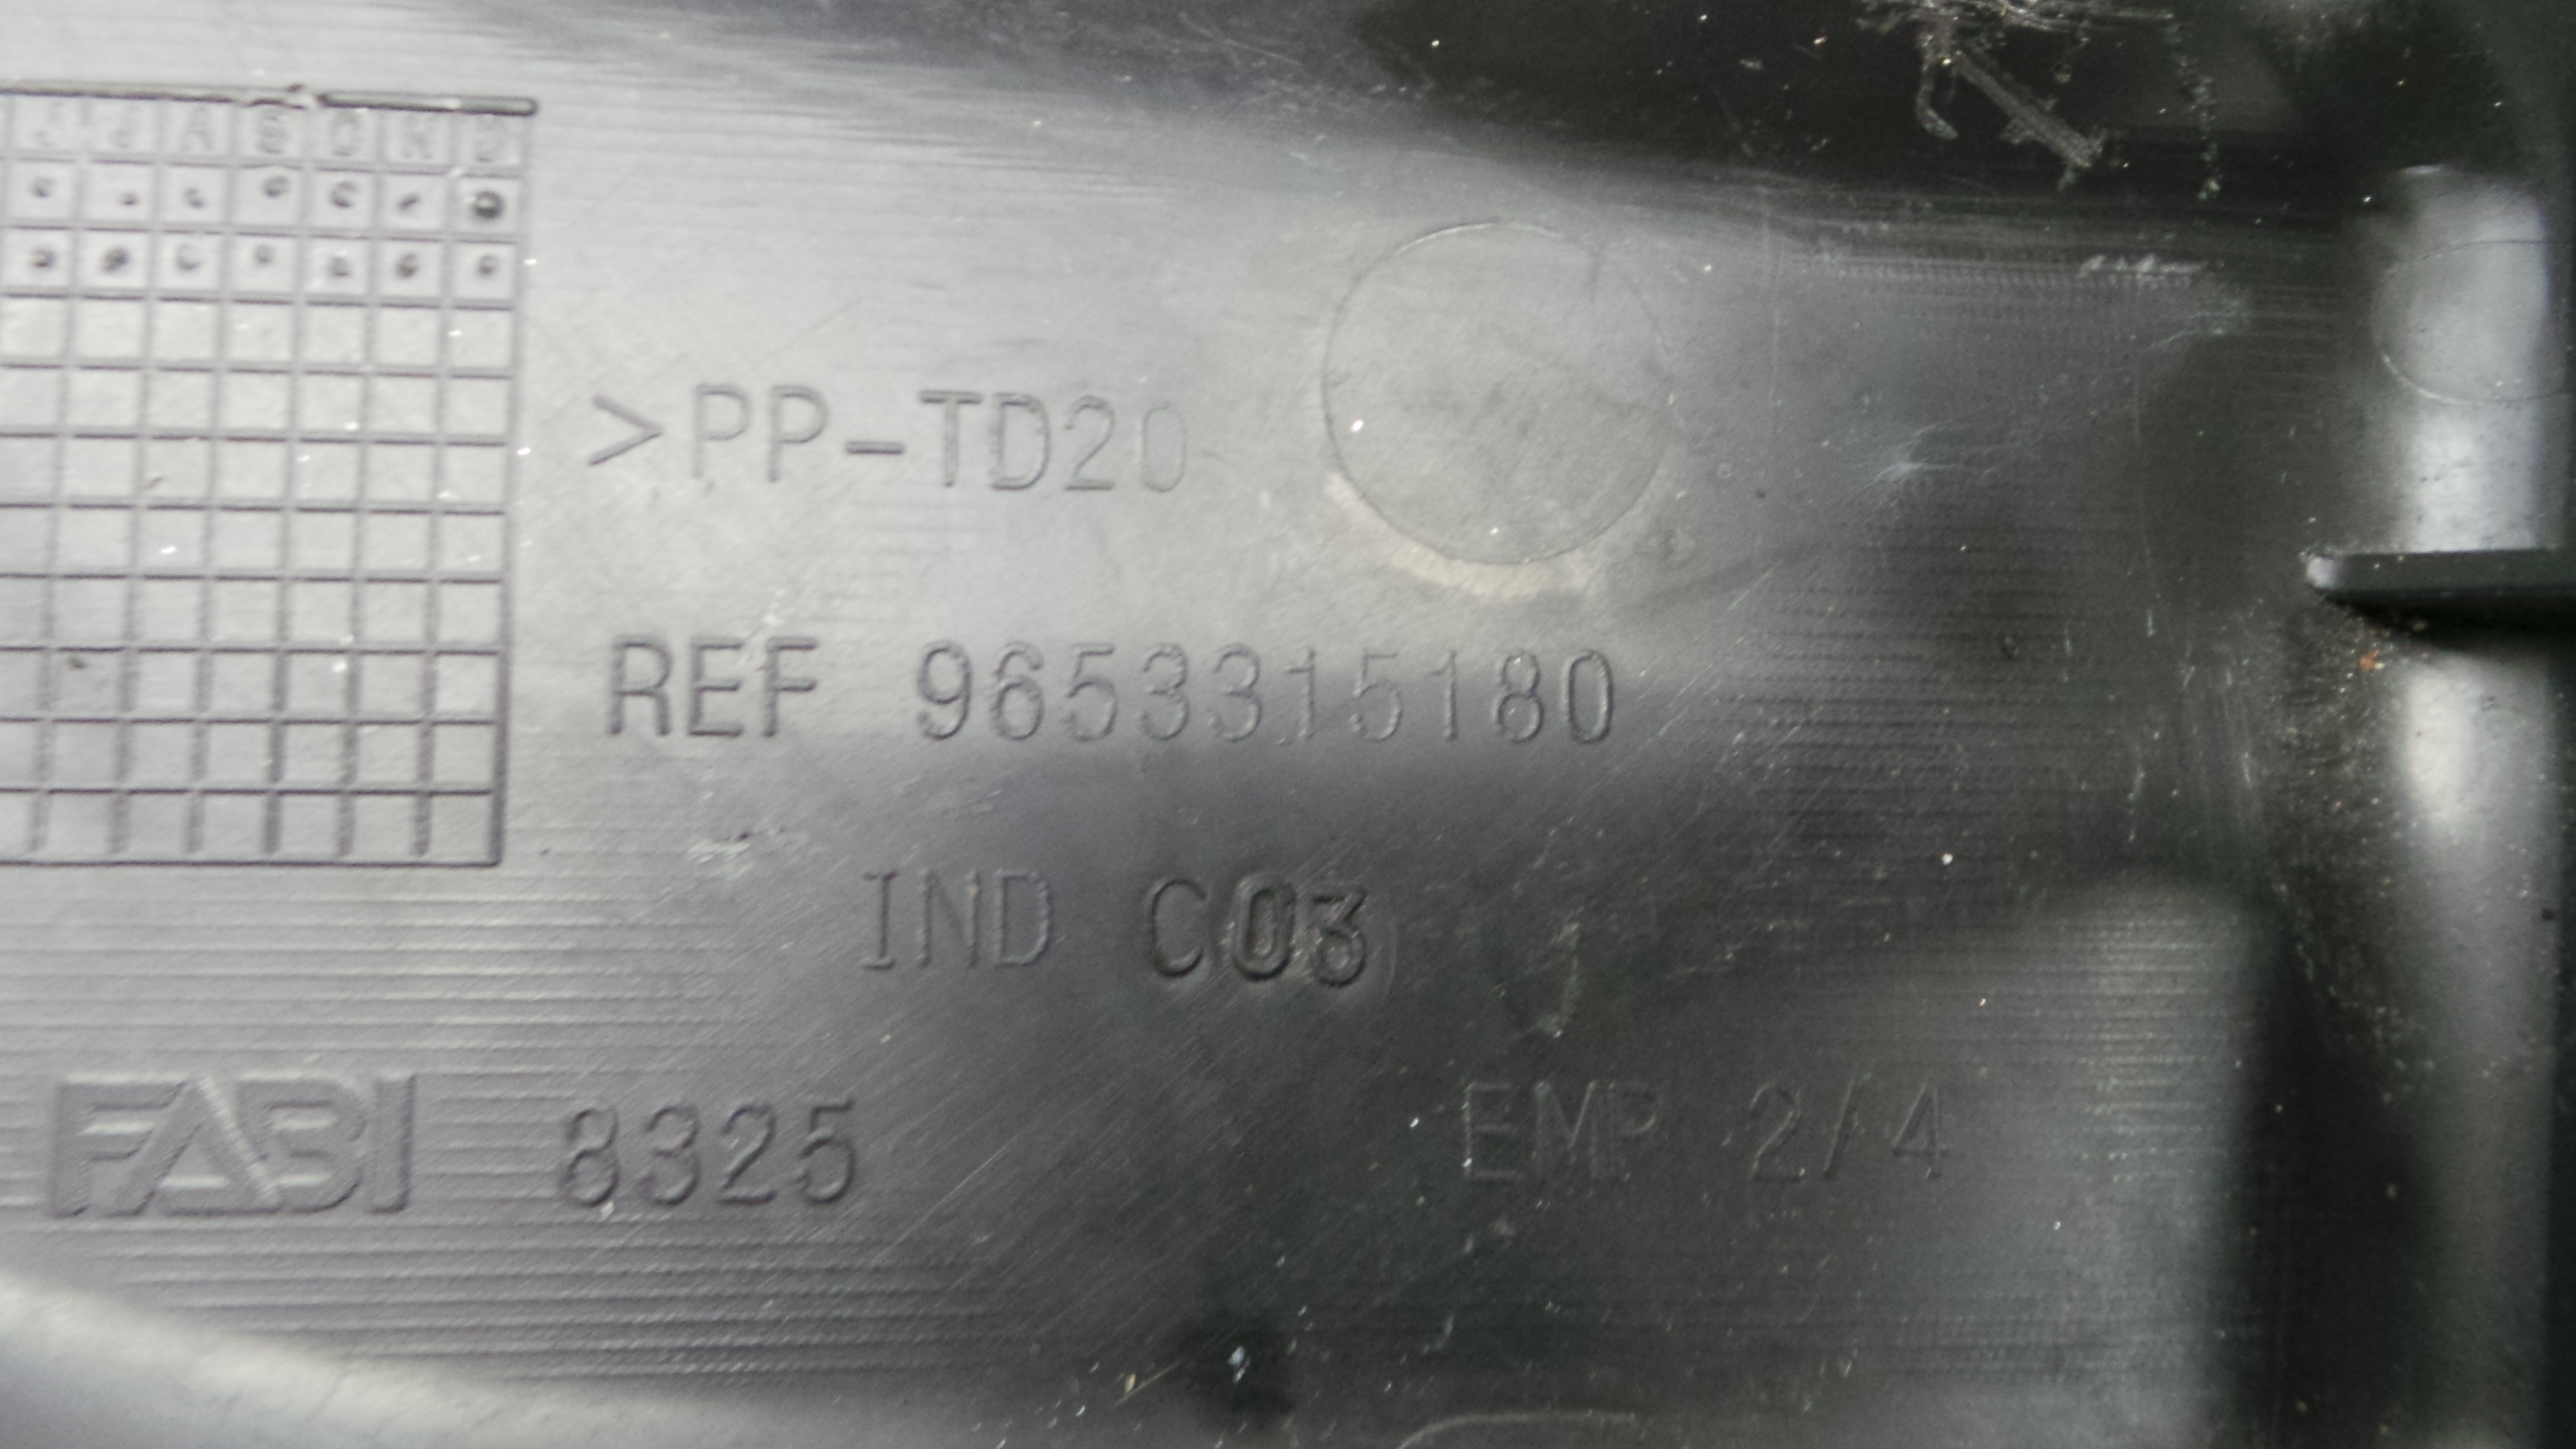 J J A S O N D
>PP-TD20
REF 9653315180
IND C03
FABI 8325
EMP 2/4